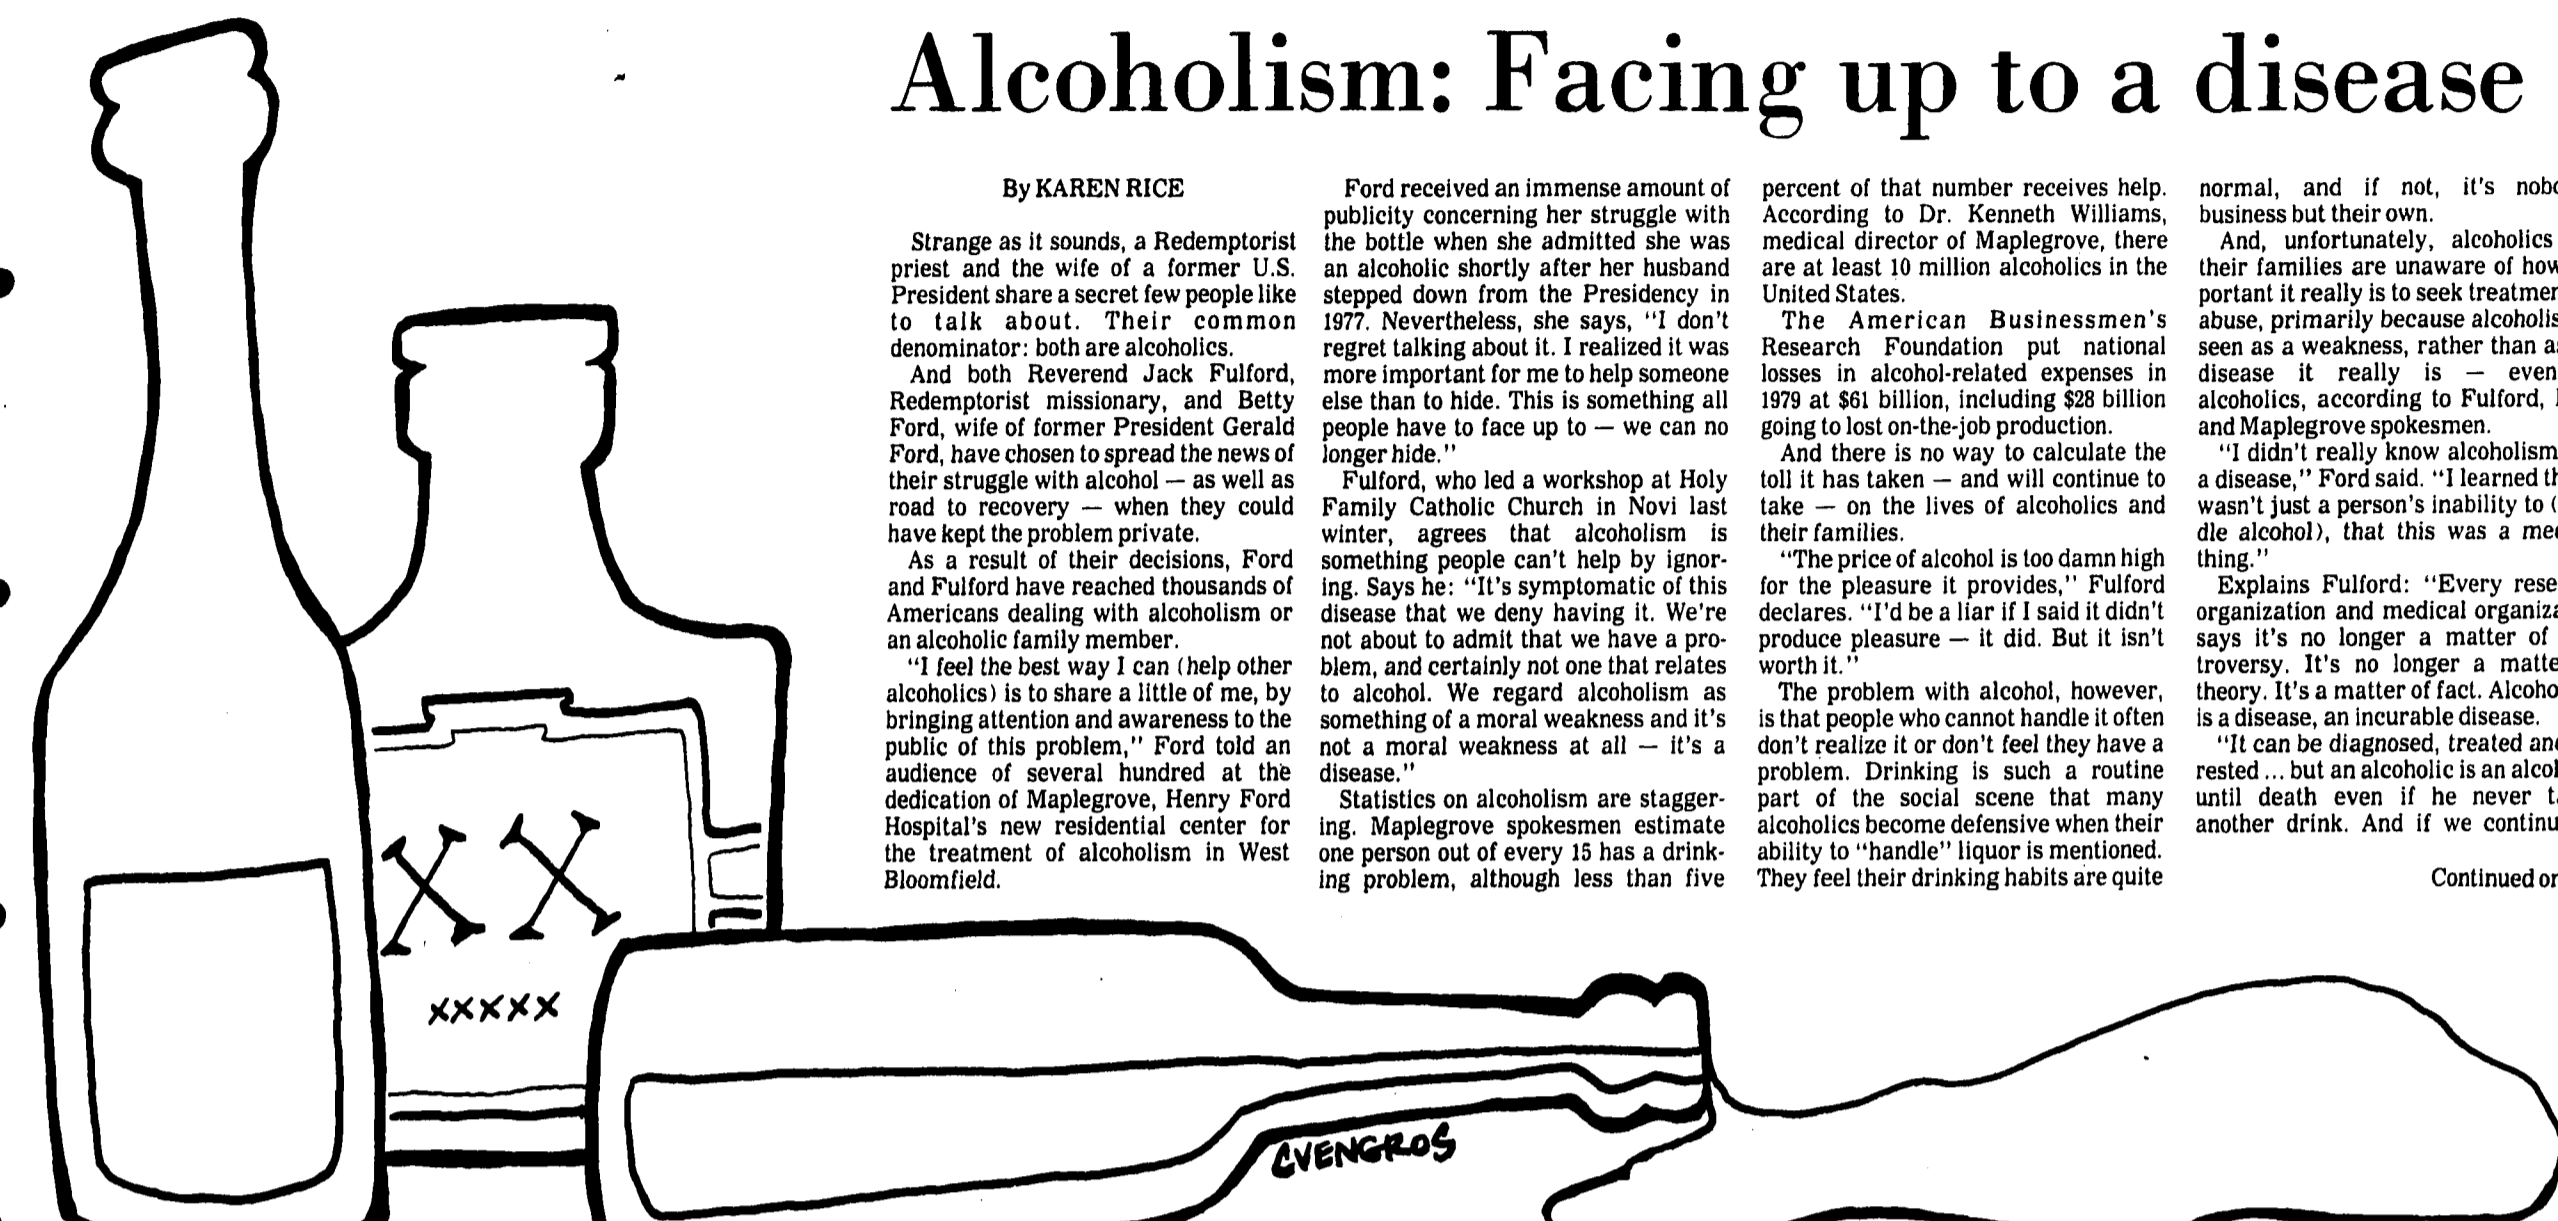 Alcoholism: Facing up to a disease
By KAREN RICE
Strange as it sounds, a Redemptorist
priest and the wife of a former U.S.
President share a secret few people like
to talk about. Their common
denominator: both are alcoholics.
And both Reverend Jack Fulford,
Redemptorist missionary, and Betty
Ford, wife of former President Gerald
Ford, have chosen to spread the news of
their struggle with alcohol — as well as
road to recovery — when they could
have kept the problem private.
As a result of their decisions, Ford
and Fulford have reached thousands of
Americans dealing with alcoholism or
an alcoholic family member.
"I feel the best way I can (help other
alcoholics) is to share a little of me, by
bringing attention and awareness to the
public of this problem," Ford told an
audience of several hundred at the
dedication of Maplegrove, Henry Ford
Hospital's new residential center for
the treatment of alcoholism in West
Bloomfield.
Ford received an immense amount of
publicity concerning her struggle with
the bottle when she admitted she was
an alcoholic shortly after her husband
stepped down from the Presidency in
1977. Nevertheless, she says, "I don't
regret talking about it. I realized it was
more important for me to help someone
else than to hide. This is something all
people have to face up to — we can no
longer hide."
Fulford, who led a workshop at Holy
Family Catholic Church in Novi last
winter, agrees that alcoholism is
something people can't help by ignor-
ing. Says he: "It's symptomatic of this
disease that we deny having it. We're
not about to admit that we have a pro-
blem, and certainly not one that relates
to alcohol. We regard alcoholism as
something of a moral weakness and it's
not a moral weakness at all — it's a
disease."
Statistics on alcoholism are stagger-
ing. Maplegrove spokesmen estimate
one person out of every 15 has a drink-
ing problem, although less than five
percent of that number receives help.
According to Dr. Kenneth Williams,
medical director of Maplegrove, there
are at least 10 million alcoholics in the
United States.
The American Businessmen's
Research Foundation put national
losses in alcohol-related expenses in
1979 at $61 billion, including $28 billion
going to lost on-the-job production.
And there is no way to calculate the
toll it has taken — and will continue to
take — on the lives of alcoholics and
their families.
"The price of alcohol is too damn high
for the pleasure it provides," Fulford
declares. "I'd be a liar if I said it didn't
produce pleasure — it did. But it isn't
worth it."
The problem with alcohol, however,
is that people who cannot handle it often
don't realize it or don't feel they have a
problem. Drinking is such a routine
part of the social scene that many
alcoholics become defensive when their
ability to "handle" liquor is mentioned.
They feel their drinking habits are quite
normal, and if not, it's
business but their own.
And, unfortunately, alcoholics
their families are unaware of
portant it really is to seek
abuse, primarily because
seen as a weakness, rather than
disease it really is — even
alcoholics, according to Fulford,
and Maplegrove spokesmen.
"I didn't really know alcoholism
a disease," Ford said. "I learned
wasn't just a person's inability to
dle alcohol), that this was a
thing."
Explains Fulford: "Every
organization and medical
says it's no longer a matter of
troversy. It's no longer a
theory. It's a matter of fact.
is a disease, an incurable disease.
"It can be diagnosed, treated
rested ... but an alcoholic is an
until death even if he never
another drink. And if we
Continued
XX
xxxxx
CVENGROS